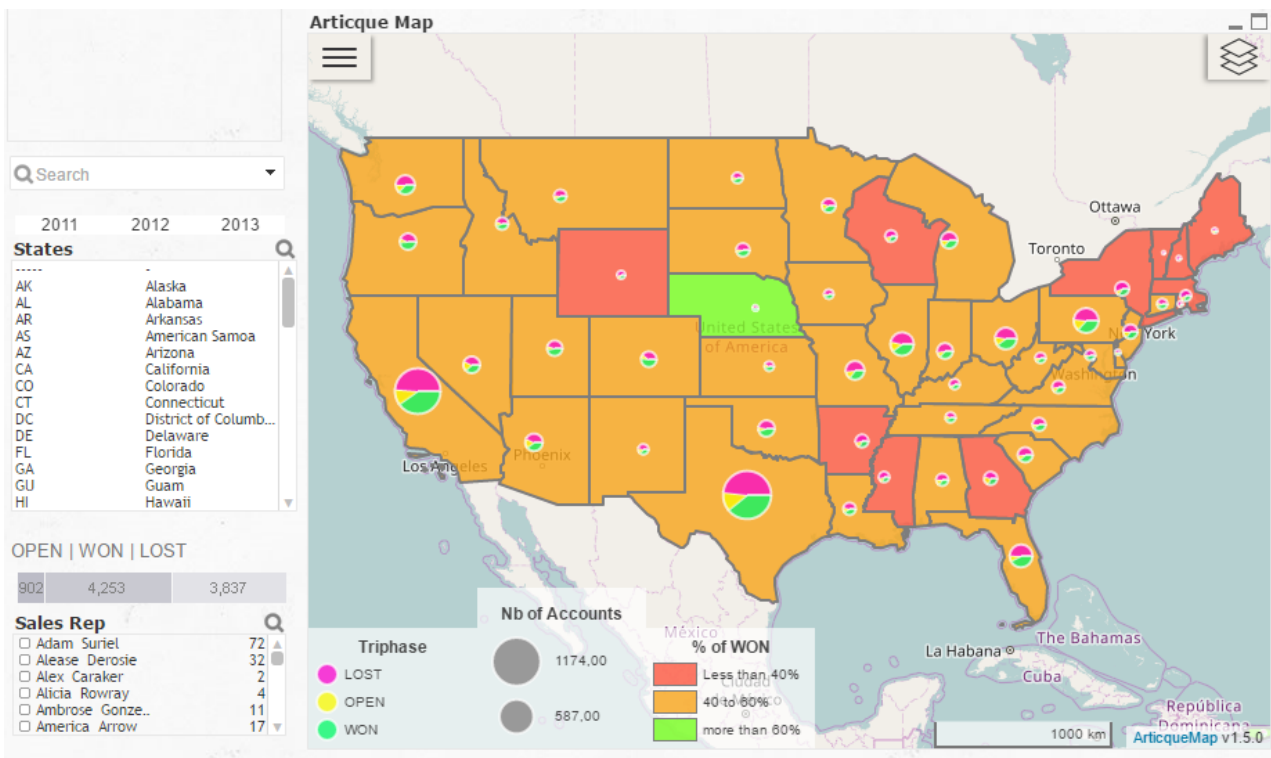 Articque Map
Search
2011 2012 2013
States
----- -
AK Alaska
AL Alabama
AR Arkansas
AS American Samoa
AZ Arizona
CA California
CO Colorado
CT Connecticut
DC District of Columb...
DE Delaware
FL Florida
GA Georgia
GU Guam
HI Hawaii
OPEN | WON | LOST
902 4,253 3,837
Sales Rep
Adam Suriel 72
Alease Derosie 32
Alex Caraker 2
Alicia Rowray 4
Ambrose Gonze.. 11
America Arrow 17
Ottawa
Toronto
United States
of America
York
Washington
Los Angeles
Phoenix
México
Ciudad
de México
La Habana
The Bahamas
Cuba
República
Dominicana
Nb of Accounts
1174,00
587,00
Triphase
LOST
OPEN
WON
% of WON
Less than 40%
40 to 60%
more than 60%
1000 km
ArticqueMap v1.5.0